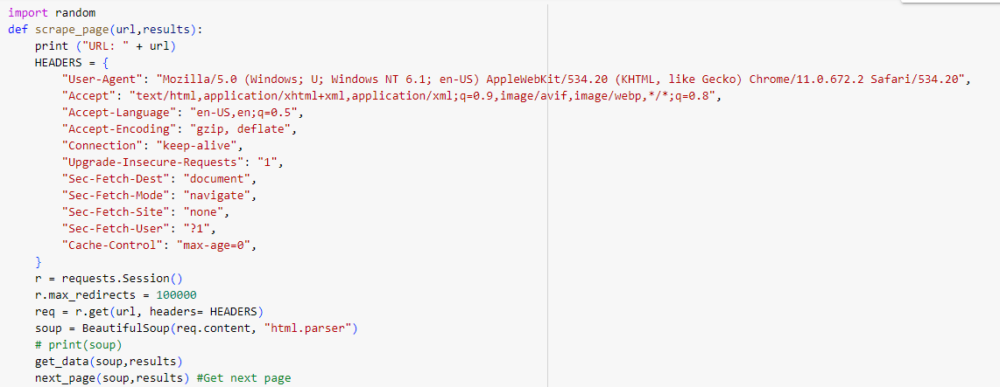 import random
def scrape_page(url,results):
    print ("URL: " + url)
    HEADERS = {
        "User-Agent": "Mozilla/5.0 (Windows; U; Windows NT 6.1; en-US) AppleWebKit/534.20 (KHTML, like Gecko) Chrome/11.0.672.2 Safari/534.20",
        "Accept": "text/html,application/xhtml+xml,application/xml;q=0.9,image/avif,image/webp,*/*;q=0.8",
        "Accept-Language": "en-US,en;q=0.5",
        "Accept-Encoding": "gzip, deflate",
        "Connection": "keep-alive",
        "Upgrade-Insecure-Requests": "1",
        "Sec-Fetch-Dest": "document",
        "Sec-Fetch-Mode": "navigate",
        "Sec-Fetch-Site": "none",
        "Sec-Fetch-User": "?1",
        "Cache-Control": "max-age=0",
    }
    r = requests.Session()
    r.max_redirects = 100000
    req = r.get(url, headers= HEADERS)
    soup = BeautifulSoup(req.content, "html.parser")
    # print(soup)
    get_data(soup,results)
    next_page(soup,results) #Get next page